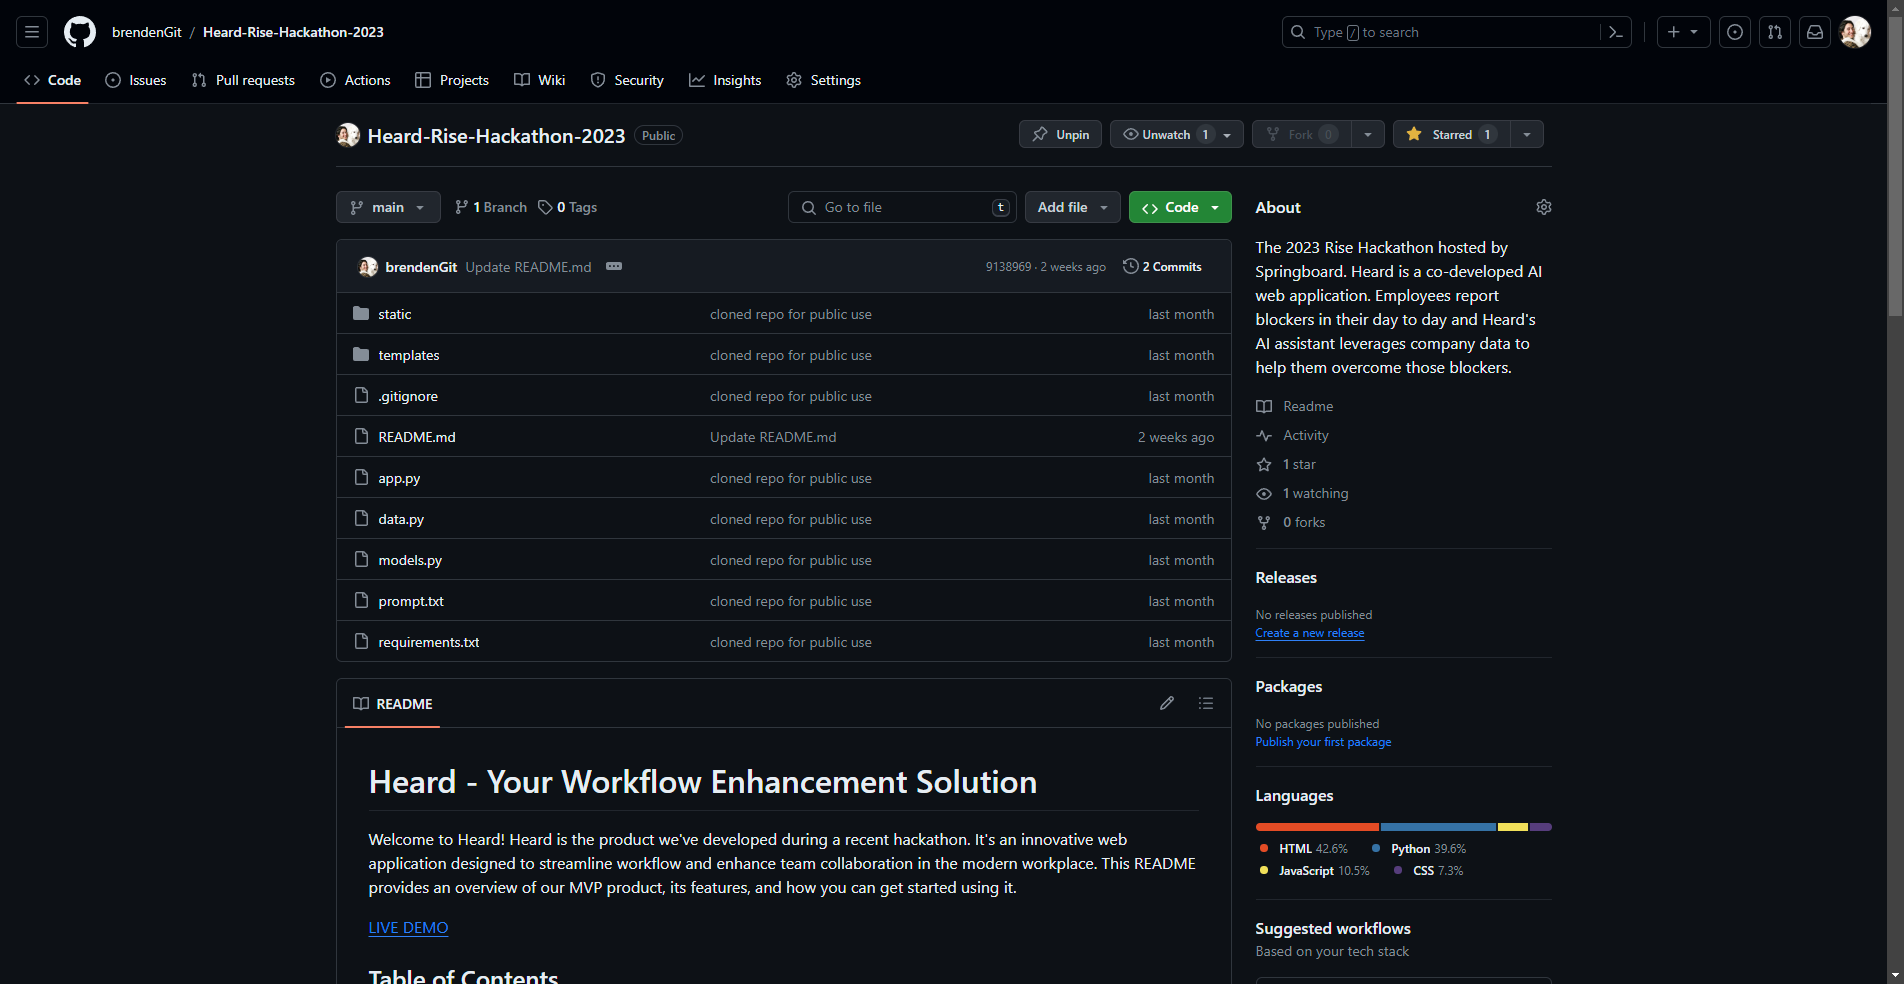 brendenGit / Heard-Rise-Hackathon-2023
Type / to search
Code Issues Pull requests Actions Projects Wiki Security Insights Settings
Heard-Rise-Hackathon-2023 Public
Unpin Unwatch 1 Fork 0 Starred 1
main 1 Branch 0 Tags Go to file t Add file Code
brendenGit Update README.md 9138969 · 2 weeks ago 2 Commits
static cloned repo for public use last month
templates cloned repo for public use last month
.gitignore cloned repo for public use last month
README.md Update README.md 2 weeks ago
app.py cloned repo for public use last month
data.py cloned repo for public use last month
models.py cloned repo for public use last month
prompt.txt cloned repo for public use last month
requirements.txt cloned repo for public use last month
README
Heard - Your Workflow Enhancement Solution
Welcome to Heard! Heard is the product we've developed during a recent hackathon. It's an innovative web
application designed to streamline workflow and enhance team collaboration in the modern workplace. This README
provides an overview of our MVP product, its features, and how you can get started using it.
LIVE DEMO
Table of Contents
About
The 2023 Rise Hackathon hosted by
Springboard. Heard is a co-developed AI
web application. Employees report
blockers in their day to day and Heard's
AI assistant leverages company data to
help them overcome those blockers.
Readme
Activity
1 star
1 watching
0 forks
Releases
No releases published
Create a new release
Packages
No packages published
Publish your first package
Languages
HTML 42.6% Python 39.6%
JavaScript 10.5% CSS 7.3%
Suggested workflows
Based on your tech stack